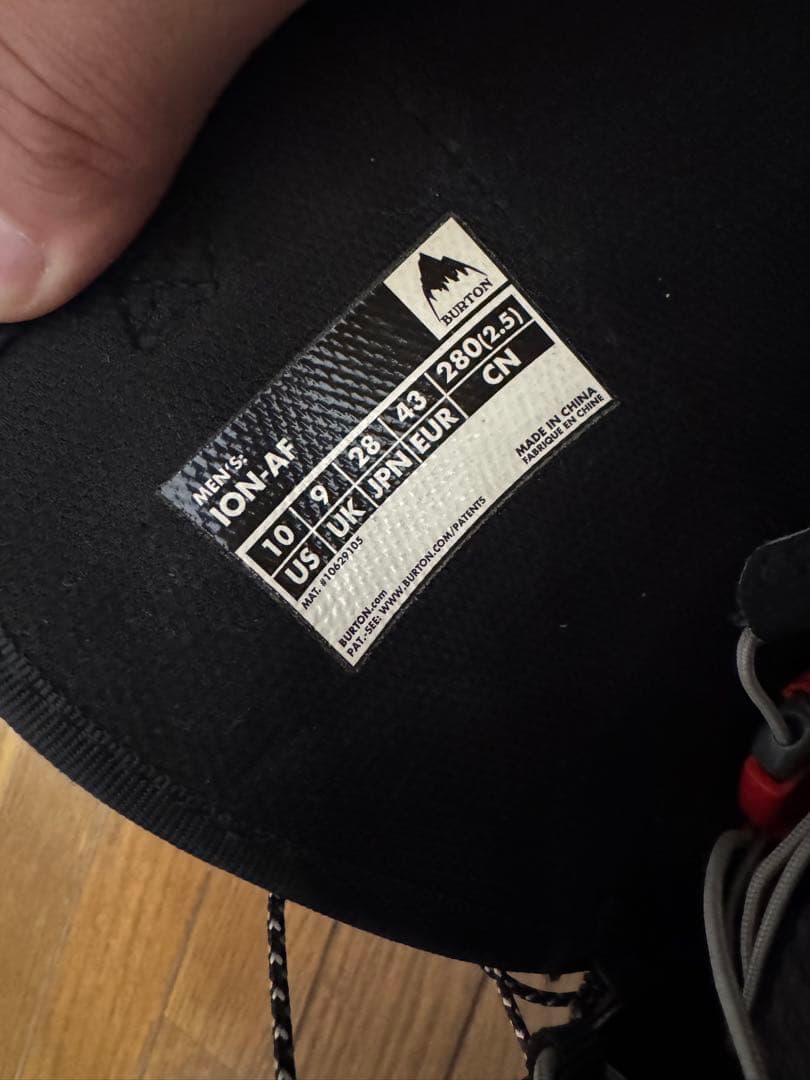 BURTON
MEN'S:
ION-AF
10 9 28 43 280(2.5)
US UK JPN EUR CN
MAT. #10629105
MADE IN CHINA
FABRIQUE EN CHINE
BURTON.com
PAT.-SEE: WWW.BURTON.COM/PATENTS